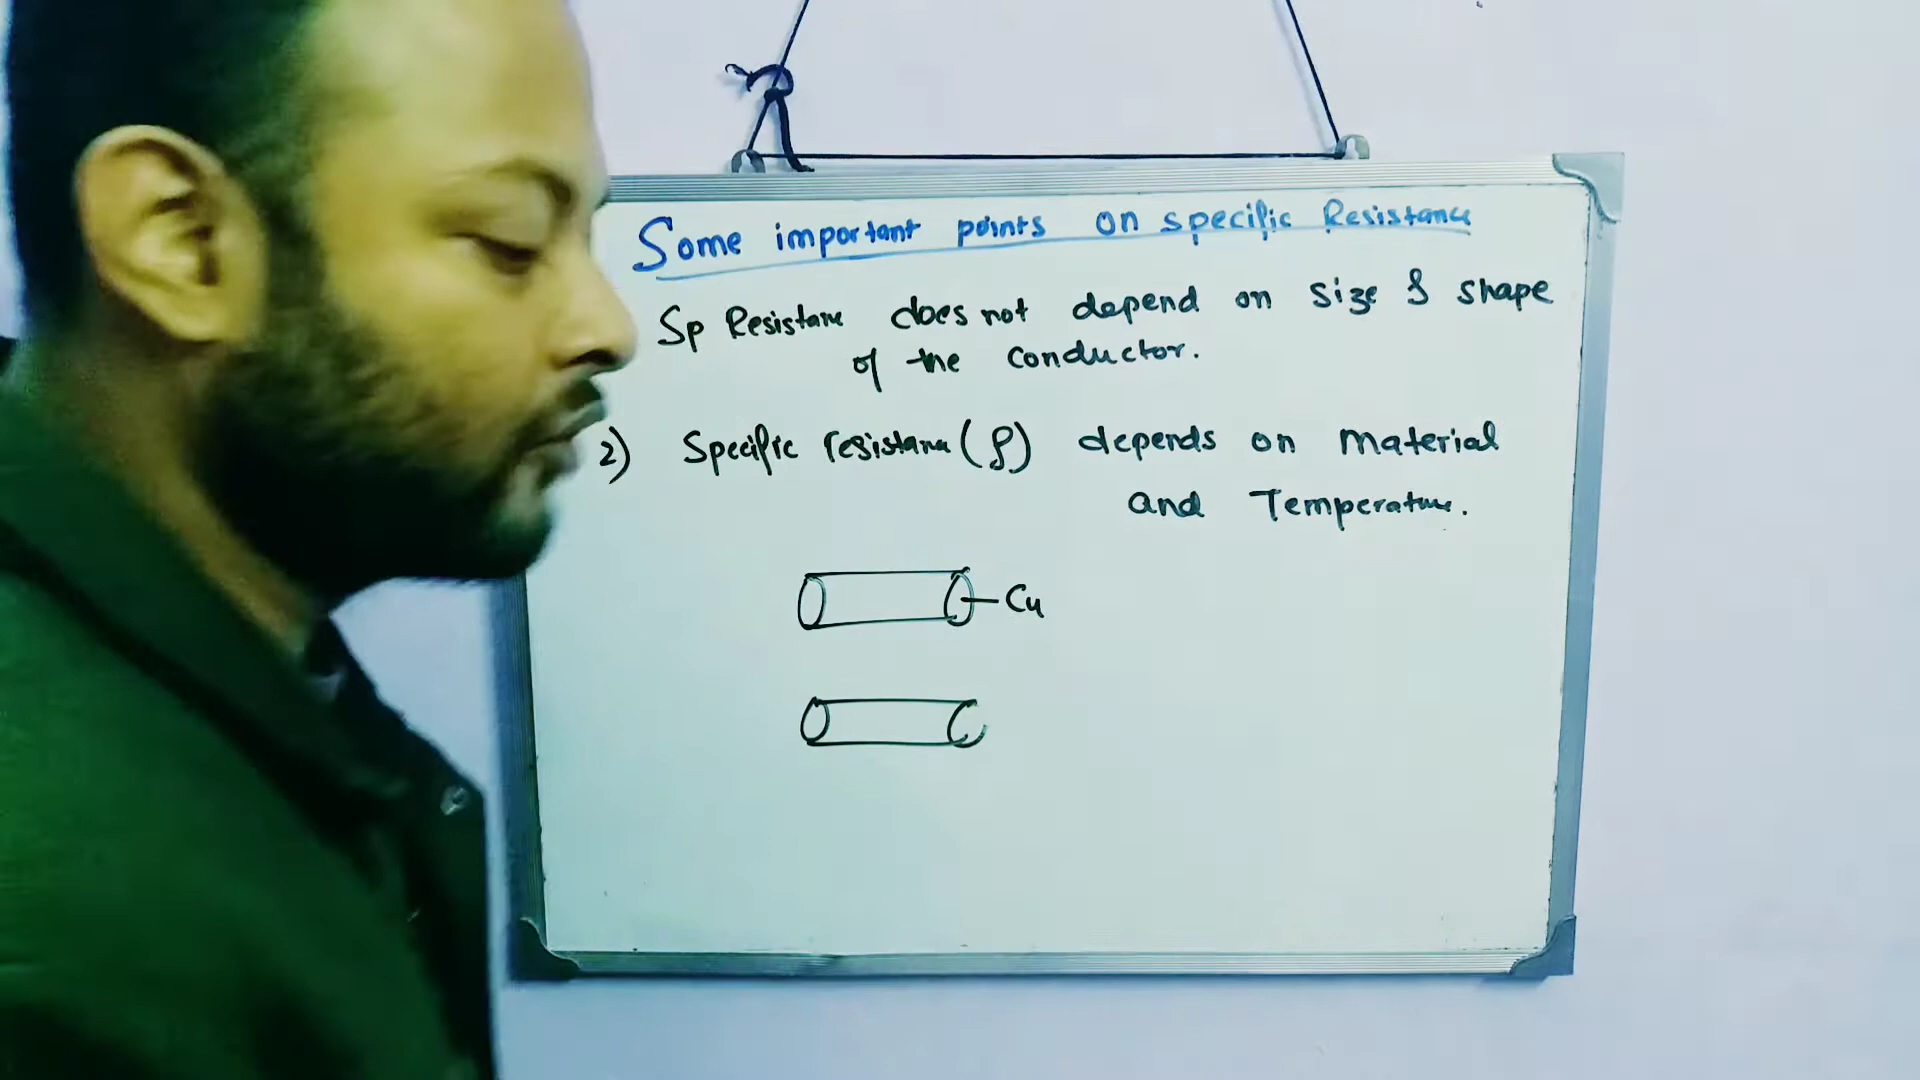 Some important points on specific Resistance
Sp Resistance does not depend on size & shape
of the conductor.
2) Specific resistance (ρ) depends on Material
and Temperature.
Cu